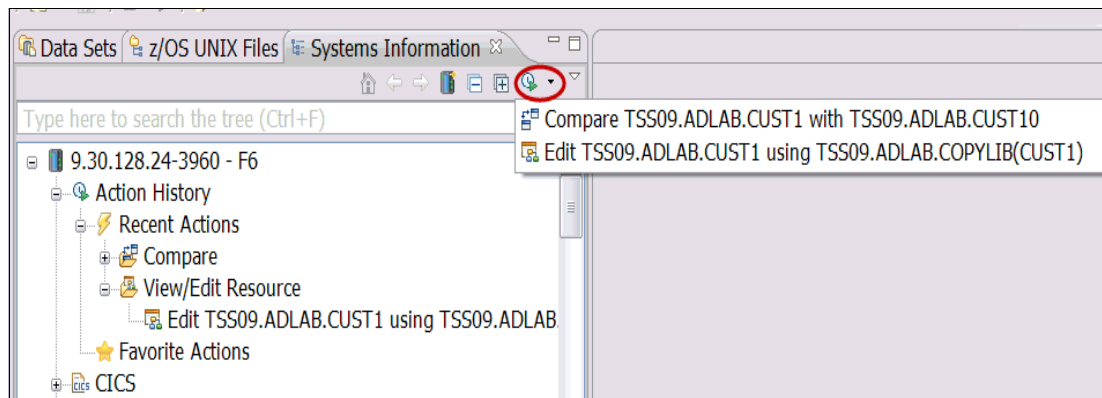 Data Sets z/OS UNIX Files Systems Information
Type here to search the tree (Ctrl+F)
Compare TSS09.ADLAB.CUST1 with TSS09.ADLAB.CUST10
Edit TSS09.ADLAB.CUST1 using TSS09.ADLAB.COPYLIB(CUST1)
9.30.128.24-3960 - F6
Action History
Recent Actions
Compare
View/Edit Resource
Edit TSS09.ADLAB.CUST1 using TSS09.ADLAB.
Favorite Actions
CICS CICS